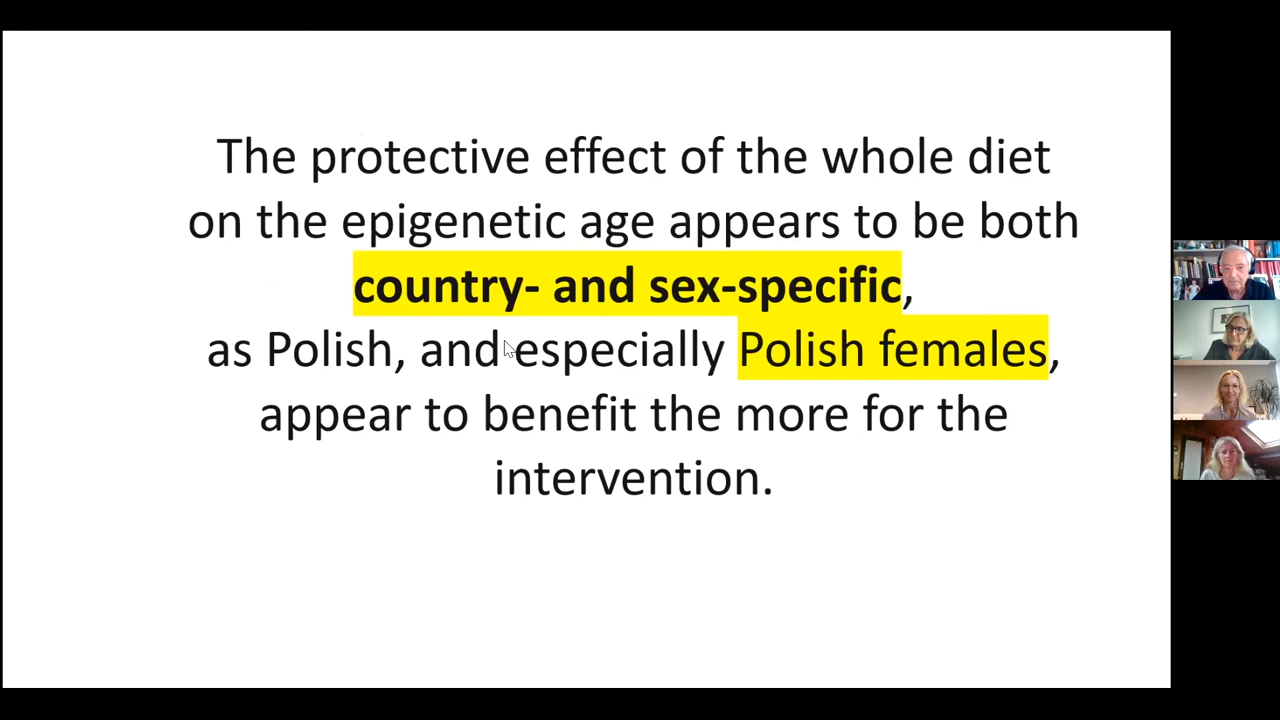 The protective effect of the whole diet
on the epigenetic age appears to be both
country- and sex-specific,
as Polish, and especially Polish females,
appear to benefit the more for the
intervention.